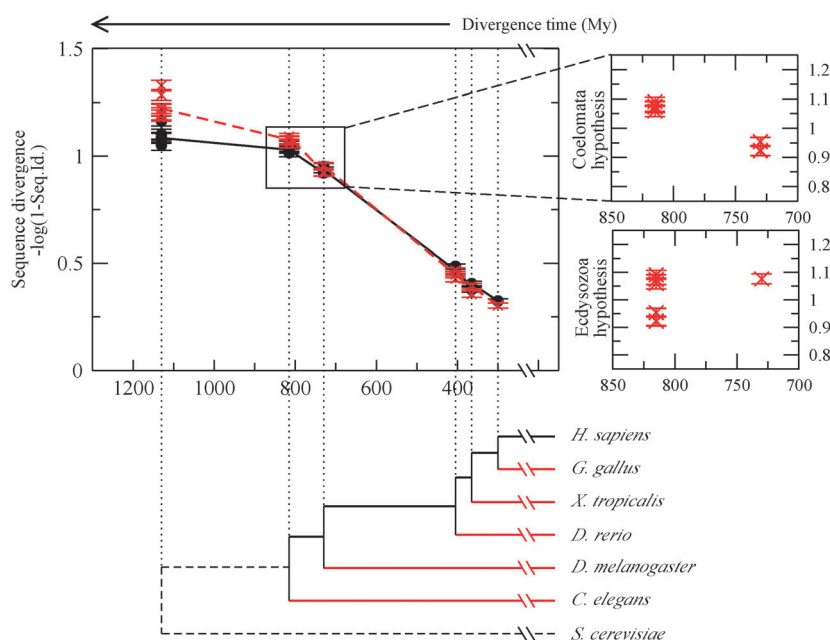 Divergence time (My)
Sequence divergence
-log(1-Seq.Id.)
1.5
1
0.5
0
1200
1000
800
600
400
Coelomata
hypothesis
1.2
1.1
1
0.9
0.8
850
800
750
700
Ecdysozoa
hypothesis
1.2
1.1
1
0.9
0.8
850
800
750
700
H. sapiens
G. gallus
X. tropicalis
D. rerio
D. melanogaster
C. elegans
S. cerevisiae